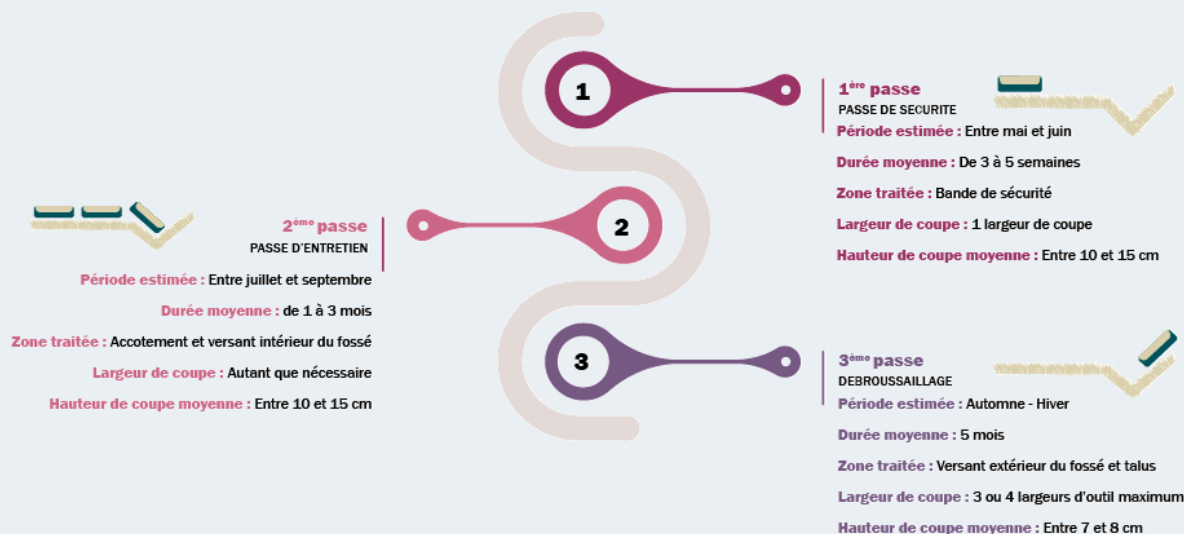 1
1ère passe
PASSE DE SECURITE
Période estimée : Entre mai et juin
Durée moyenne : De 3 à 5 semaines
Zone traitée : Bande de sécurité
Largeur de coupe : 1 largeur de coupe
Hauteur de coupe moyenne : Entre 10 et 15 cm
2
2ème passe
PASSE D'ENTRETIEN
Période estimée : Entre juillet et septembre
Durée moyenne : de 1 à 3 mois
Zone traitée : Accotement et versant intérieur du fossé
Largeur de coupe : Autant que nécessaire
Hauteur de coupe moyenne : Entre 10 et 15 cm
3
3ème passe
DEBROUSSAILLAGE
Période estimée : Automne - Hiver
Durée moyenne : 5 mois
Zone traitée : Versant extérieur du fossé et talus
Largeur de coupe : 3 ou 4 largeurs d'outil maximum
Hauteur de coupe moyenne : Entre 7 et 8 cm